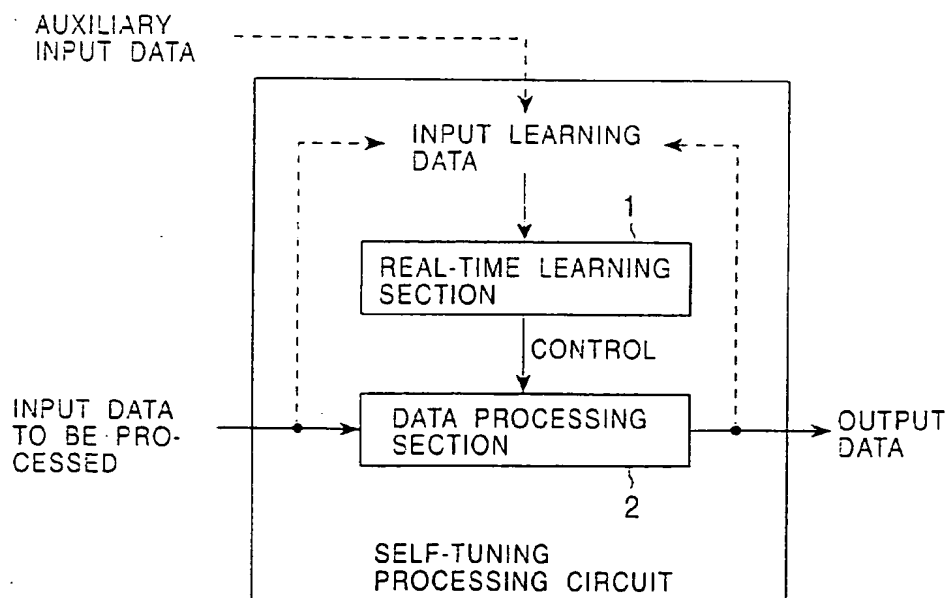 AUXILIARY
INPUT DATA
INPUT LEARNING
DATA
1
REAL-TIME LEARNING
SECTION
CONTROL
INPUT DATA
TO BE PRO-
CESSED
DATA PROCESSING
SECTION
OUTPUT
DATA
2
SELF-TUNING
PROCESSING CIRCUIT